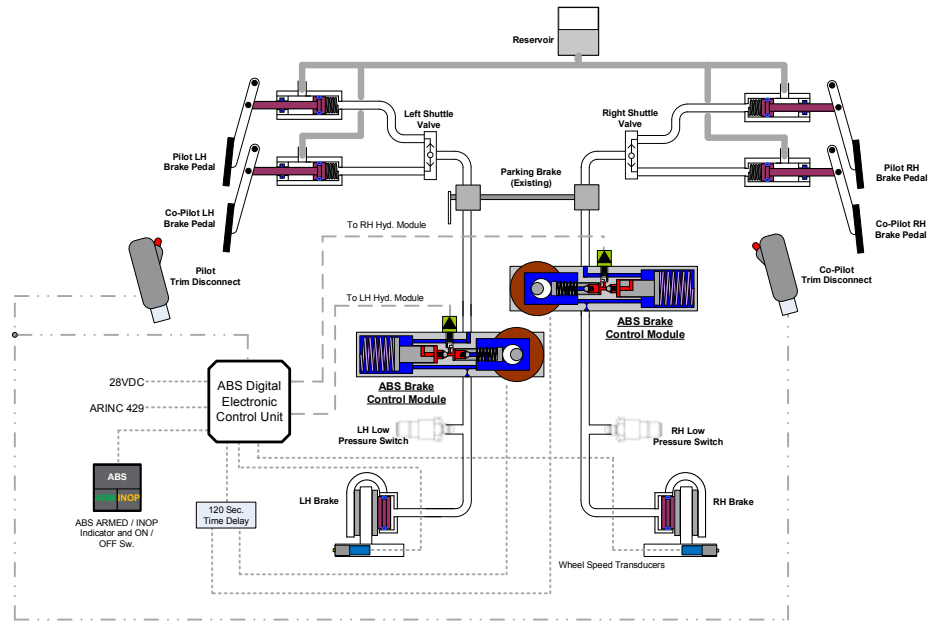 Reservoir
Left Shuttle
Valve
Right Shuttle
Valve
Pilot LH
Brake Pedal
Parking Brake
(Existing)
Pilot RH
Brake Pedal
Co-Pilot LH
Brake Pedal
Co-Pilot RH
Brake Pedal
To RH Hyd. Module
Pilot
Trim Disconnect
Co-Pilot
Trim Disconnect
To LH Hyd. Module
ABS Brake
Control Module
ABS Brake
Control Module
28VDC
ARINC 429
ABS Digital
Electronic
Control Unit
LH Low
Pressure Switch
RH Low
Pressure Switch
ABS
ARM INOP
ABS ARMED / INOP
Indicator and ON /
OFF Sw.
120 Sec.
Time Delay
LH Brake
RH Brake
Wheel Speed Transducers